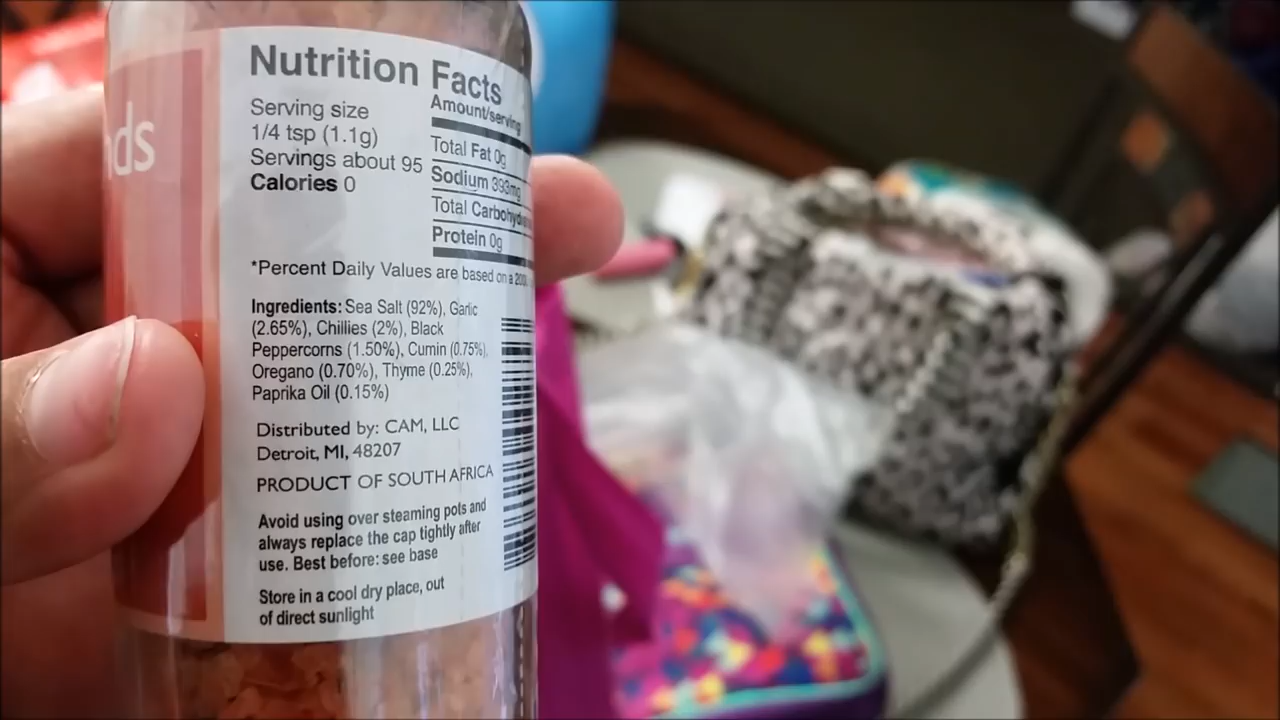 ds
Nutrition Facts
Serving size
1/4 tsp (1.1g)
Servings about 95
Calories 0
Amount/serving
Total Fat 0g
Sodium 393mg
Total Carbohydr
Protein 0g
*Percent Daily Values are based on a 200
Ingredients: Sea Salt (92%), Garlic
(2.65%), Chillies (2%), Black
Peppercorns (1.50%), Cumin (0.75%),
Oregano (0.70%), Thyme (0.25%),
Paprika Oil (0.15%)
Distributed by: CAM, LLC
Detroit, MI, 48207
PRODUCT OF SOUTH AFRICA
Avoid using over steaming pots and
always replace the cap tightly after
use. Best before: see base
Store in a cool dry place, out
of direct sunlight